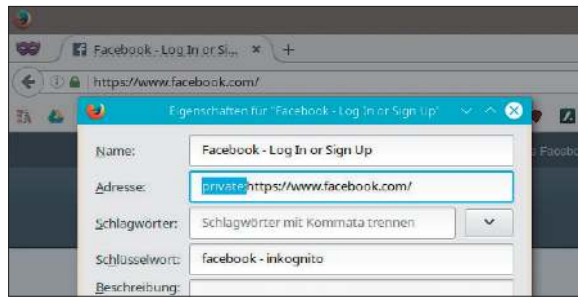 Facebook - Log In or Si...
https://www.facebook.com/
Eigenschaften für "Facebook - Log In or Sign Up"
Name: Facebook - Log In or Sign Up
Adresse: private:https://www.facebook.com/
Schlagwörter: Schlagwörter mit Kommata trennen
Schlüsselwort: facebook - inkognito
Beschreibung: